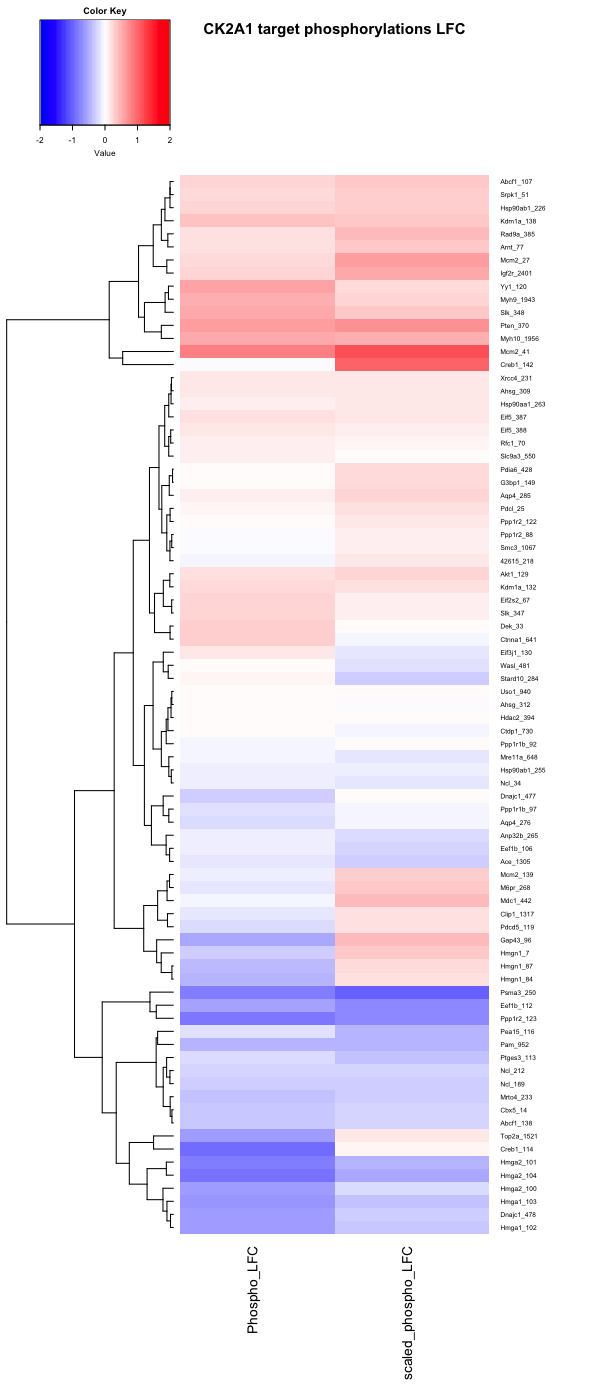 Color Key
CK2A1 target phosphorylations LFC
-2 -1 0 1 2
Value
Abcf1_107
Srpk1_51
Hsp90ab1_226
Kdm1a_138
Rad9a_385
Arnt_77
Mcm2_27
Igf2r_2401
Yy1_120
Myh9_1943
Slk_348
Pten_370
Myh10_1956
Mcm2_41
Creb1_142
Xrcc4_231
Ahsg_309
Hsp90aa1_263
Eif5_387
Eif5_388
Rfc1_70
Slc9a3_550
Pdia6_428
G3bp1_149
Aqp4_285
Pdcl_25
Ppp1r2_122
Ppp1r2_88
Smc3_1067
42615_218
Akt1_129
Kdm1a_132
Eif2s2_67
Slk_347
Dek_33
Ctnna1_641
Eif3j1_130
Wasl_481
Stard10_284
Uso1_940
Ahsg_312
Hdac2_394
Ctdp1_730
Ppp1r1b_92
Mre11a_648
Hsp90ab1_255
Ncl_34
Dnajc1_477
Ppp1r1b_97
Aqp4_276
Anp32b_265
Eef1b_106
Ace_1305
Mcm2_139
M6pr_268
Mdc1_442
Clip1_1317
Pdcd5_119
Gap43_96
Hmgn1_7
Hmgn1_87
Hmgn1_84
Psma3_250
Eef1b_112
Ppp1r2_123
Pea15_116
Pam_952
Ptges3_113
Ncl_212
Ncl_189
Mrto4_233
Cbx5_14
Abcf1_138
Top2a_1521
Creb1_114
Hmga2_101
Hmga2_104
Hmga2_100
Hmga1_103
Dnajc1_478
Hmga1_102
Phospho_LFC
scaled_phospho_LFC